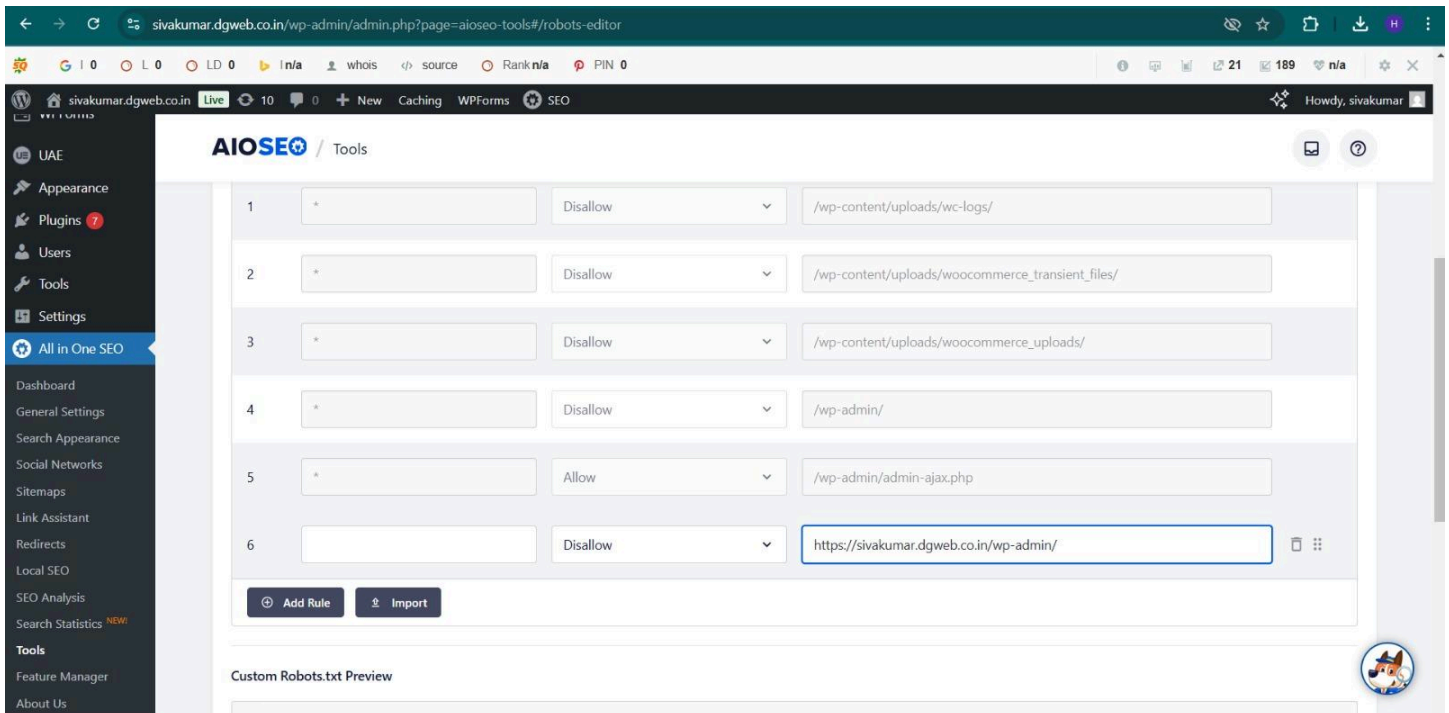 sivakumar.dgweb.co.in/wp-admin/admin.php?page=aioseo-tools#/robots-editor H
SQ G I 0 L 0 LD 0 I n/a whois </> source Rank n/a PIN 0 21 189 n/a
sivakumar.dgweb.co.in Live 10 0 New Caching WPForms SEO Howdy, sivakumar
WPForms
AIOSEO / Tools
UE UAE
Appearance
Plugins 7
Users
Tools
Settings
All in One SEO
Dashboard
General Settings
Search Appearance
Social Networks
Sitemaps
Link Assistant
Redirects
Local SEO
SEO Analysis
Search Statistics NEW!
Tools
Feature Manager
About Us
1 * Disallow /wp-content/uploads/wc-logs/
2 * Disallow /wp-content/uploads/woocommerce_transient_files/
3 * Disallow /wp-content/uploads/woocommerce_uploads/
4 * Disallow /wp-admin/
5 * Allow /wp-admin/admin-ajax.php
6 Disallow https://sivakumar.dgweb.co.in/wp-admin/
Add Rule Import
Custom Robots.txt Preview